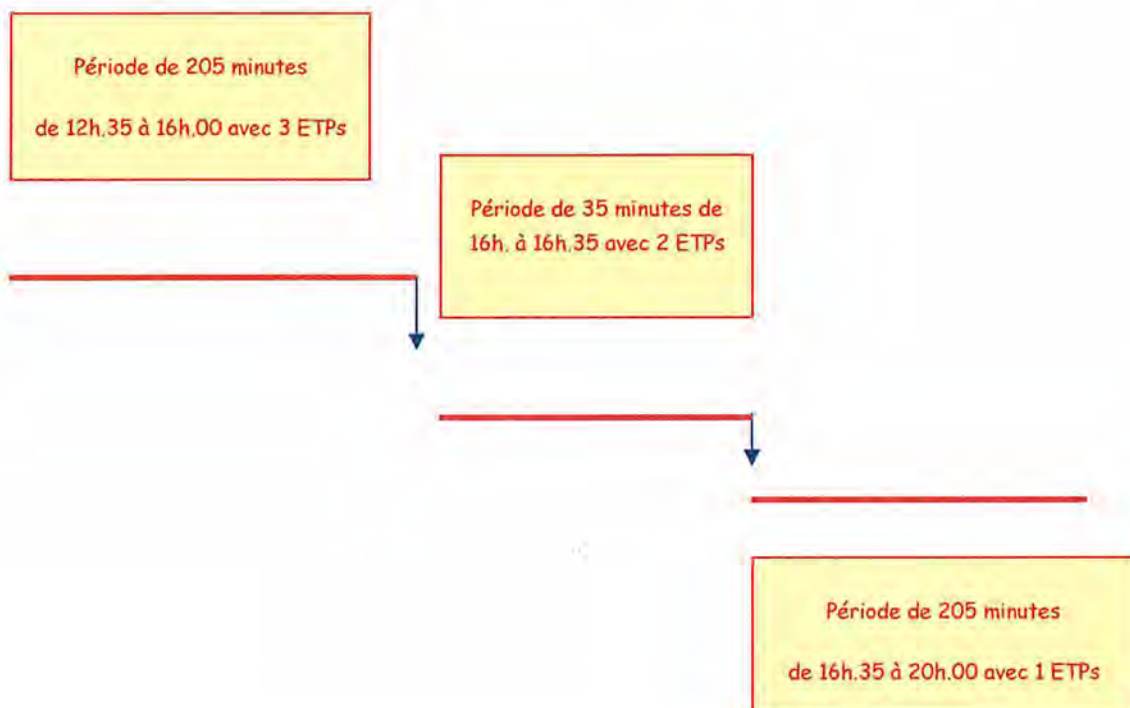 Période de 205 minutes
de 12h.35 à 16h.00 avec 3 ETPs
Période de 35 minutes de
16h. à 16h.35 avec 2 ETPs
Période de 205 minutes
de 16h.35 à 20h.00 avec 1 ETPs